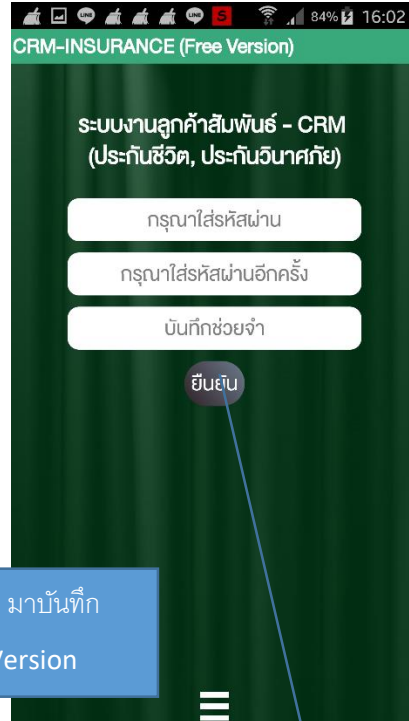 84% 16:02
CRM-INSURANCE (Free Version)
ระบบงานลูกค้าสัมพันธ์ - CRM
(ประกันชีวิต, ประกันวินาศภัย)
กรุณาใส่รหัสผ่าน
กรุณาใส่รหัสผ่านอีกครั้ง
บันทึกช่วยจำ
ยืนยัน
มาบันทึก
Version